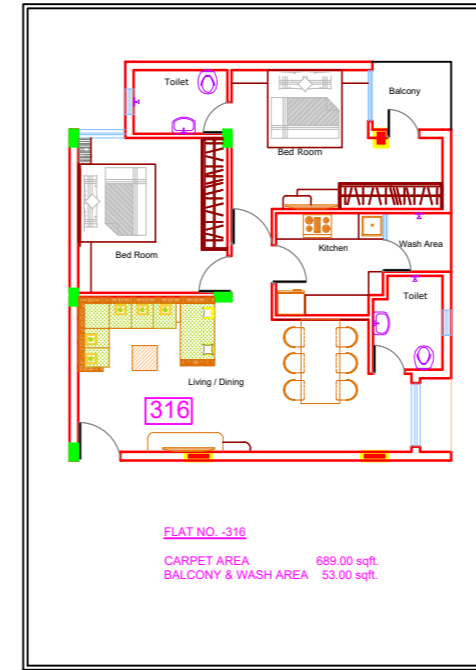 Toilet
Balcony
Bed Room
Kitchen
Wash Area
Bed Room
Toilet
Living / Dining
316
FLAT NO. -316
CARPET AREA 689.00 sqft.
BALCONY & WASH AREA 53.00 sqft.